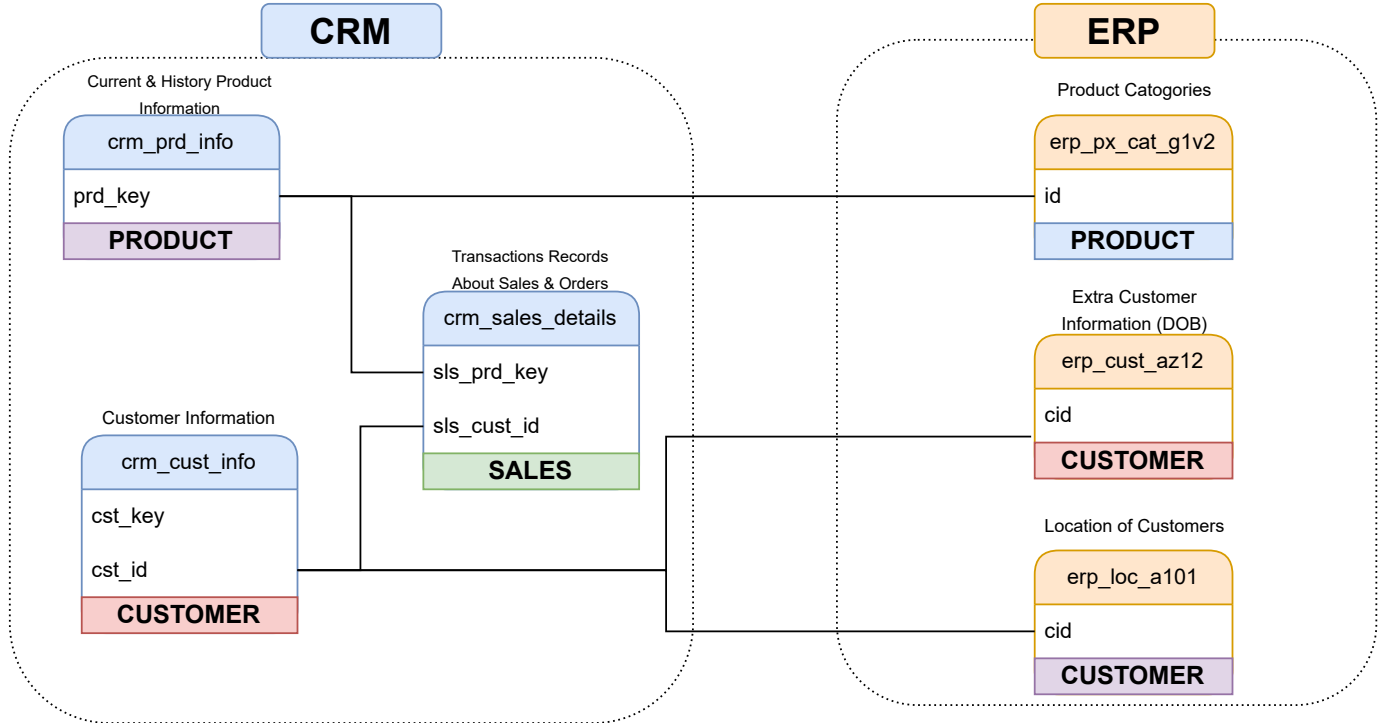 CRM
Current & History Product
Information
crm_prd_info
prd_key
PRODUCT
Transactions Records
About Sales & Orders
crm_sales_details
sls_prd_key
sls_cust_id
SALES
Customer Information
crm_cust_info
cst_key
cst_id
CUSTOMER
ERP
Product Catogories
erp_px_cat_g1v2
id
PRODUCT
Extra Customer
Information (DOB)
erp_cust_az12
cid
CUSTOMER
Location of Customers
erp_loc_a101
cid
CUSTOMER